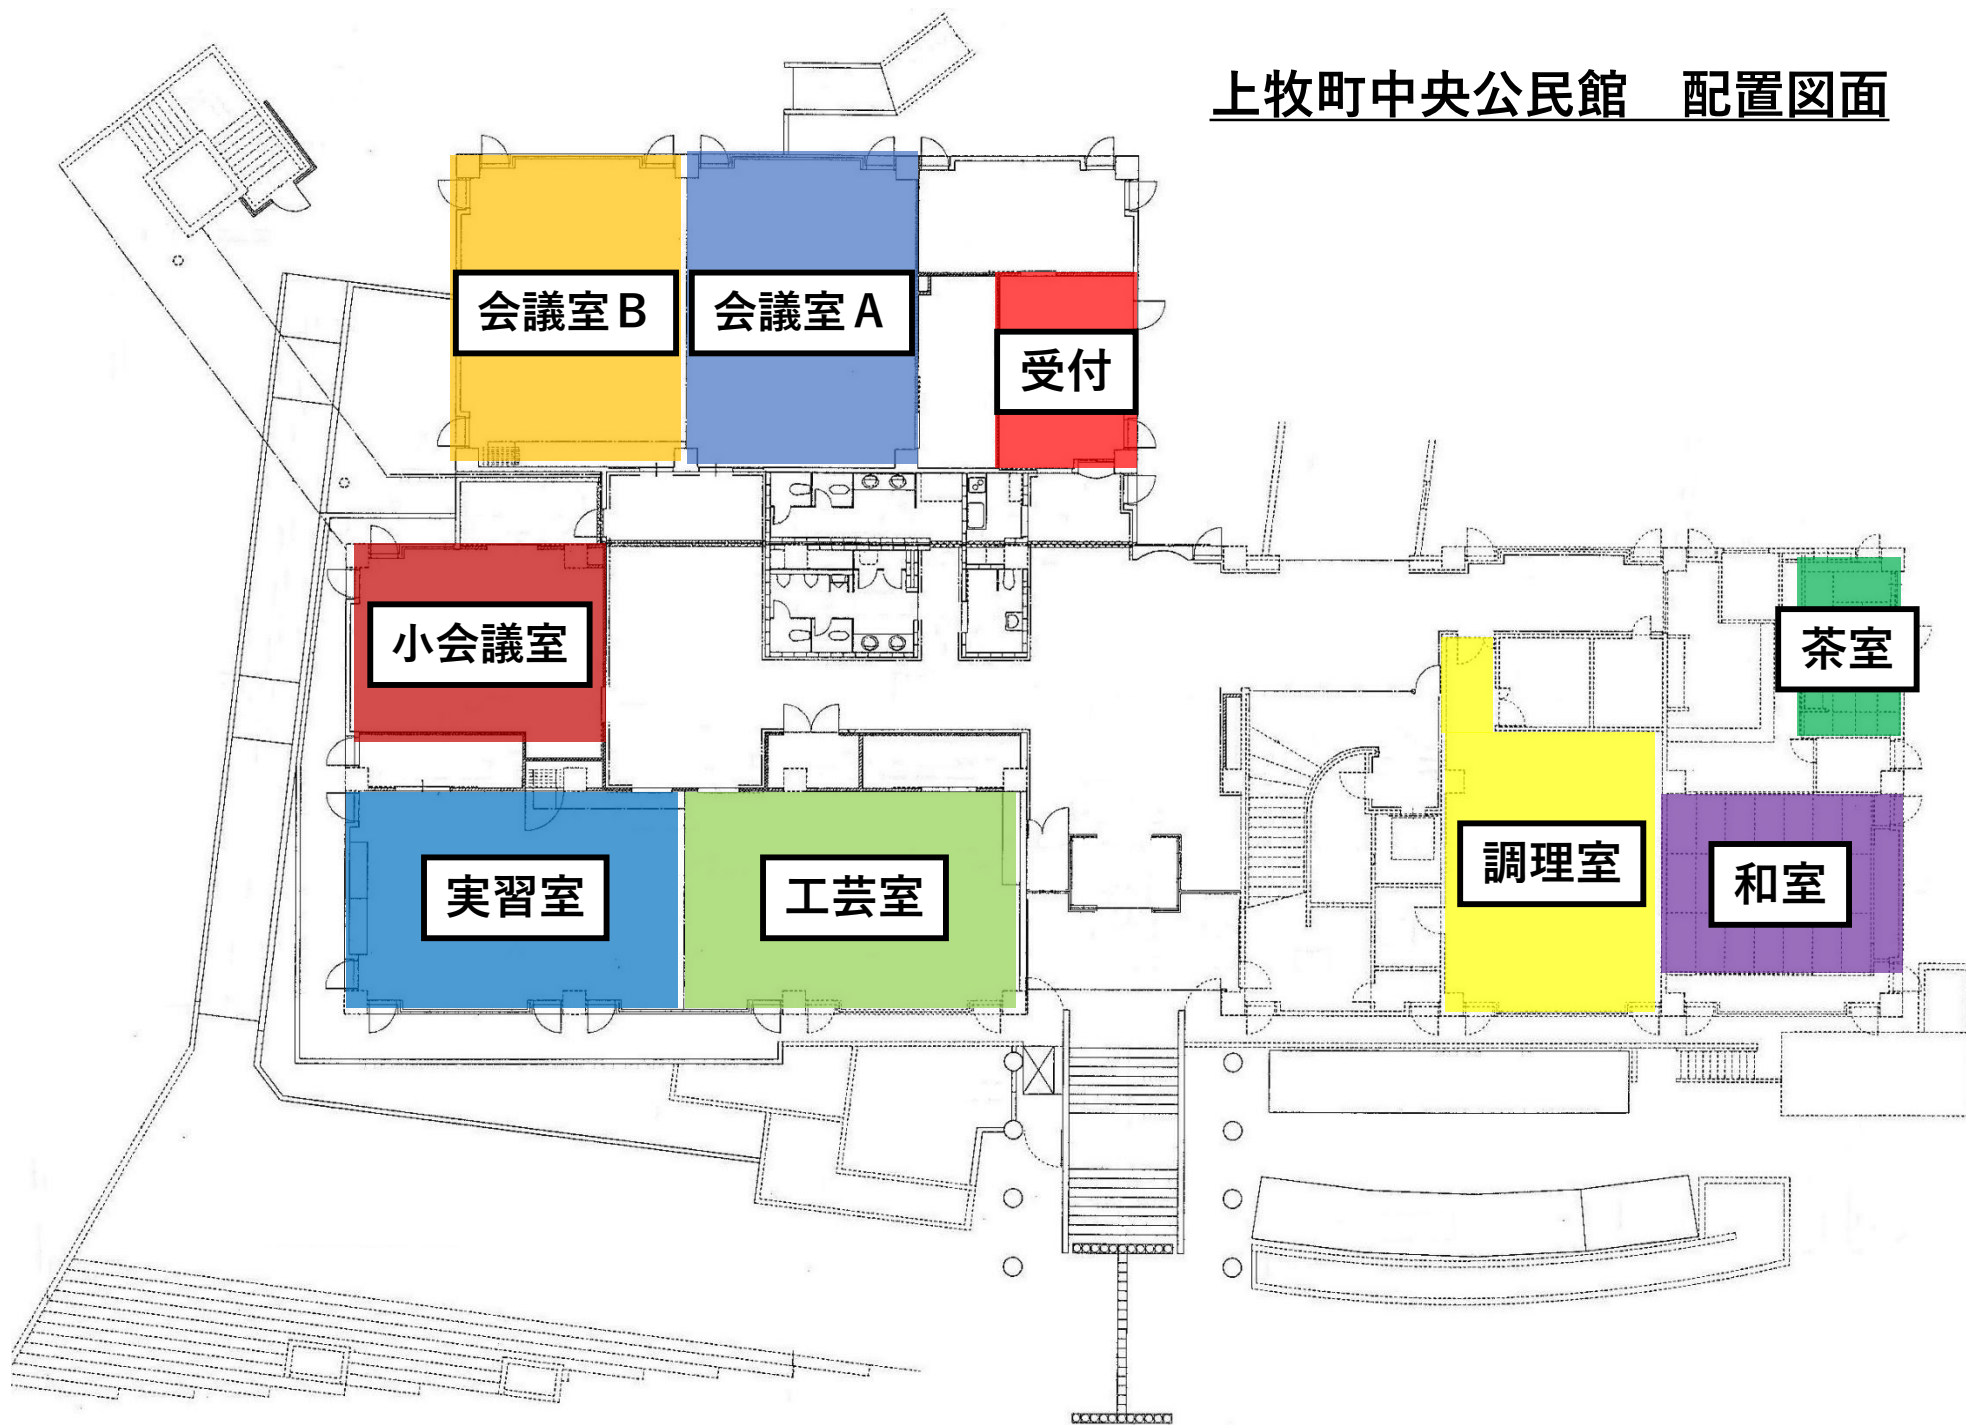 上牧町中央公民館　配置図面
会議室B
会議室A
受付
小会議室
茶室
調理室
和室
実習室
工芸室